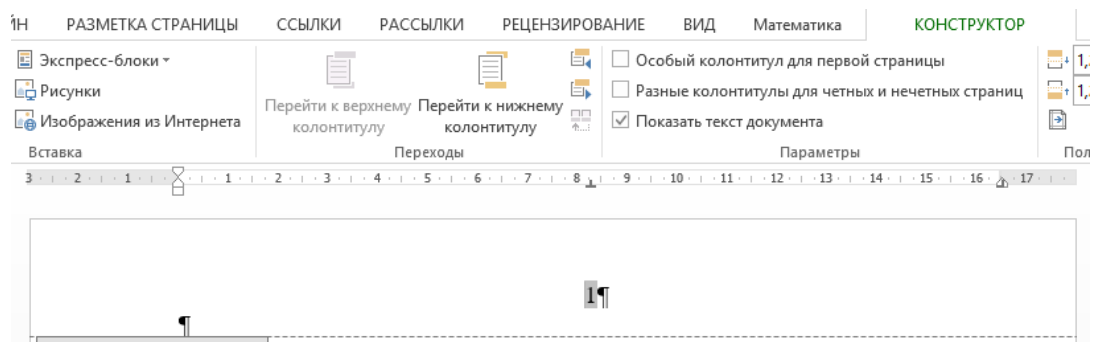 ЙН РАЗМЕТКА СТРАНИЦЫ ССЫЛКИ РАССЫЛКИ РЕЦЕНЗИРОВАНИЕ ВИД Математика КОНСТРУКТОР
Экспресс-блоки
Рисунки
Изображения из Интернета
Вставка
Перейти к верхнему колонтитулу
Перейти к нижнему колонтитулу
Переходы
Особый колонтитул для первой страницы
Разные колонтитулы для четных и нечетных страниц
Показать текст документа
Параметры
1,
1,
Пол
3 2 1 1 2 3 4 5 6 7 8 9 10 11 12 13 14 15 16 17
1¶
¶